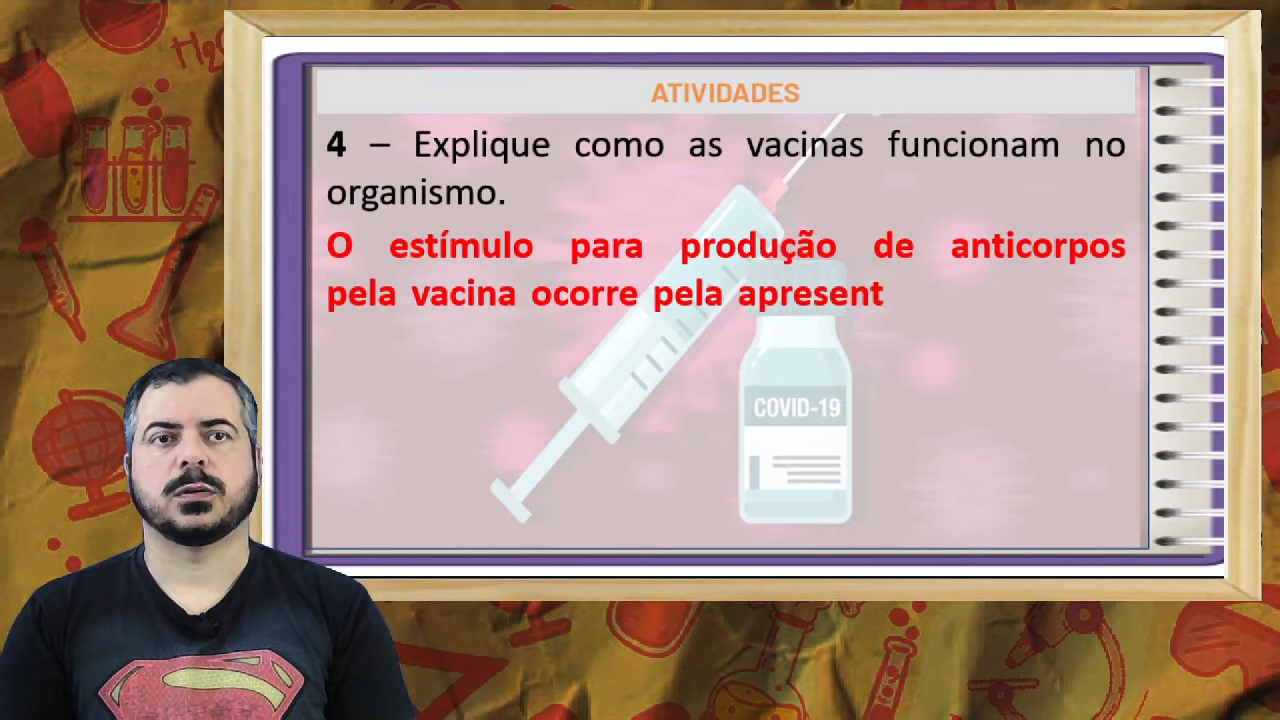 H₂O
ATIVIDADES
4 – Explique como as vacinas funcionam no
organismo.
O estímulo para produção de anticorpos
pela vacina ocorre pela apresent
COVID-19